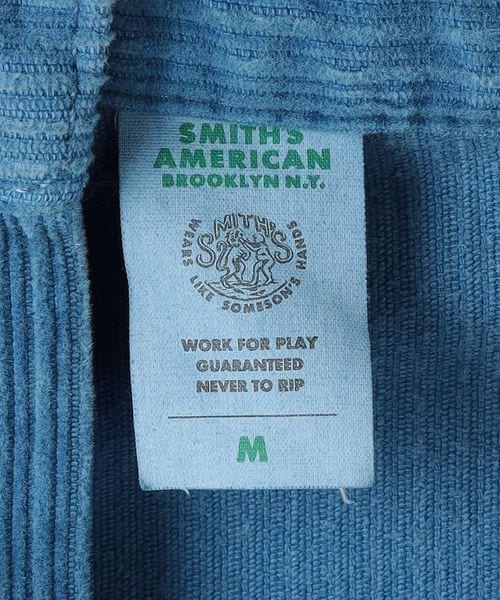 SMITH'S
AMERICAN
BROOKLYN N.Y.
SMITH'S
WEARS LIKE SOMESON'S HANDS
WORK FOR PLAY
GUARANTEED
NEVER TO RIP
M